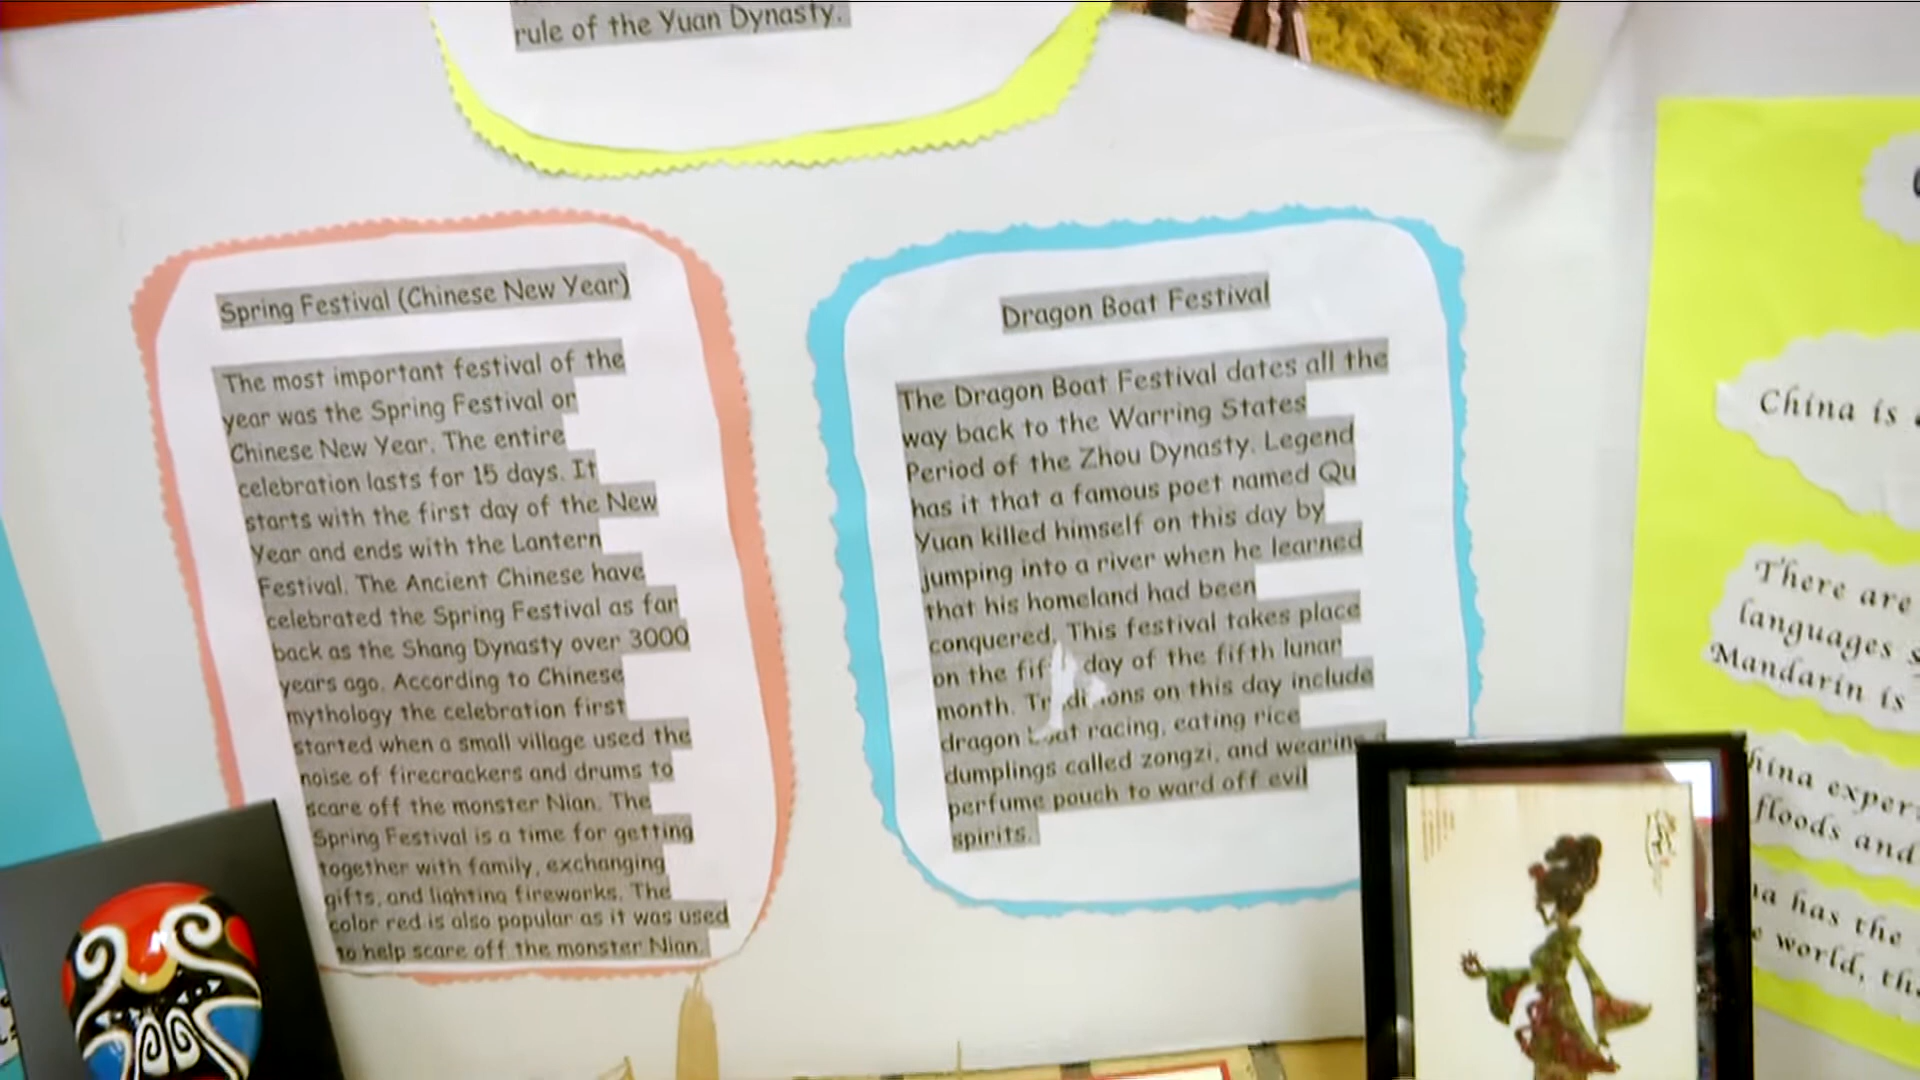 rule of the Yuan Dynasty.
Spring Festival (Chinese New Year)
The most important festival of the
year was the Spring Festival or
Chinese New Year. The entire
celebration lasts for 15 days. It
starts with the first day of the New
Year and ends with the Lantern
Festival. The Ancient Chinese have
celebrated the Spring Festival as far
back as the Shang Dynasty over 3000
years ago. According to Chinese
mythology the celebration first
started when a small village used the
noise of firecrackers and drums to
scare off the monster Nian. The
Spring Festival is a time for getting
together with family, exchanging
gifts, and lighting fireworks. The
color red is also popular as it was used
to help scare off the monster Nian.
Dragon Boat Festival
The Dragon Boat Festival dates all the
way back to the Warring States
Period of the Zhou Dynasty. Legend
has it that a famous poet named Qu
Yuan killed himself on this day by
jumping into a river when he learned
that his homeland had been
conquered. This festival takes place
on the day of the fifth lunar
month. on this day include
dragon racing, eating rice
dumplings called zongzi, and wearing
perfume pouch to ward off evil
spirits.
China is
There are
languages
Mandarin is
floods and
has the
world,